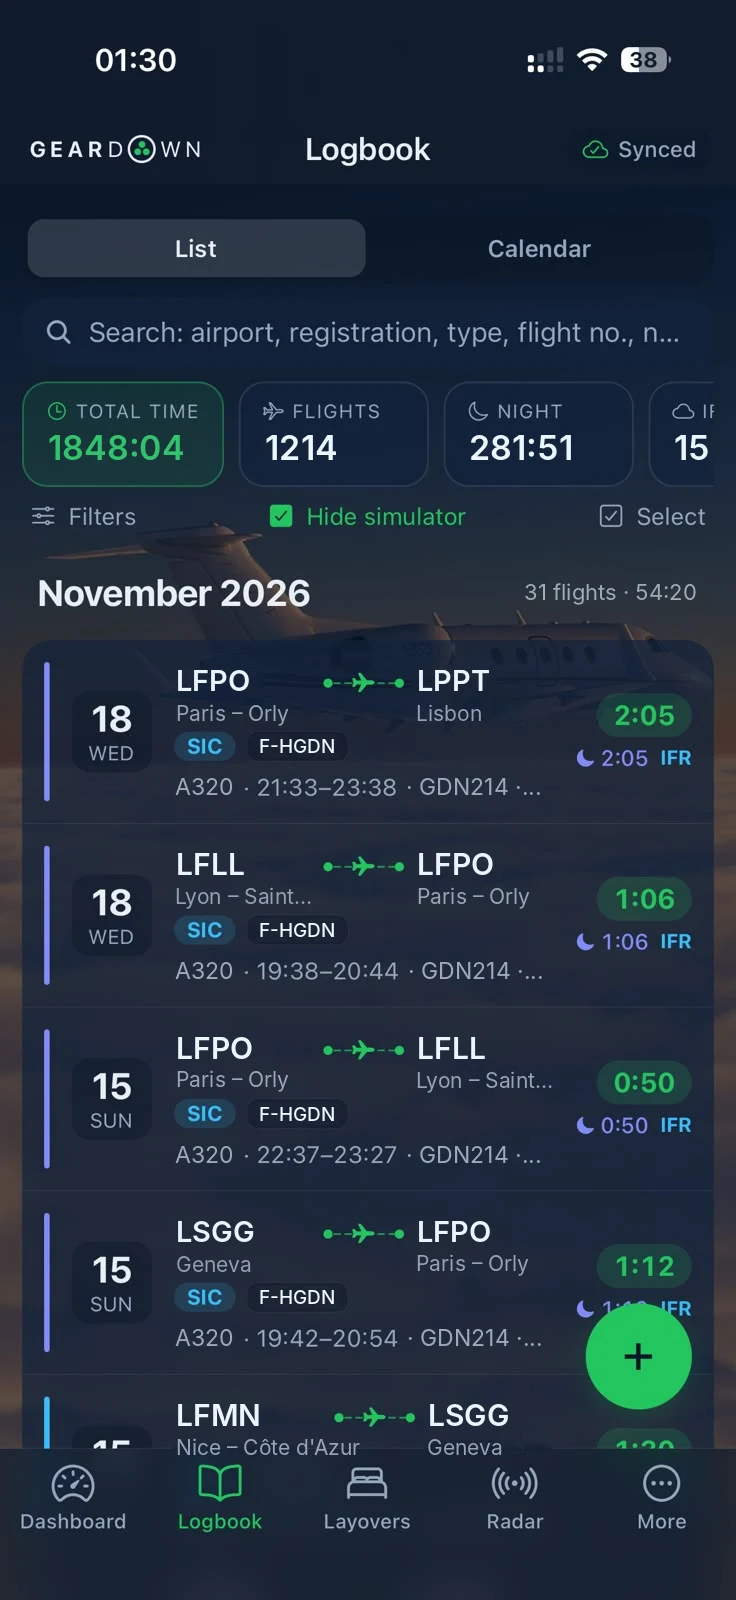 01:30
38
GEARDOWN
Logbook
Synced
List
Calendar
Search: airport, registration, type, flight no., n...
TOTAL TIME
1848:04
FLIGHTS
1214
NIGHT
281:51
15
Filters
Hide simulator
Select
November 2026
31 flights · 54:20
18
WED
LFPO
LPPT
Paris – Orly
Lisbon
SIC
F-HGDN
A320 · 21:33–23:38 · GDN214 ·...
2:05
2:05 IFR
18
WED
LFLL
LFPO
Lyon – Saint...
Paris – Orly
SIC
F-HGDN
A320 · 19:38–20:44 · GDN214 ·...
1:06
1:06 IFR
15
SUN
LFPO
LFLL
Paris – Orly
Lyon – Saint...
SIC
F-HGDN
A320 · 22:37–23:27 · GDN214 ·...
0:50
0:50 IFR
15
SUN
LSGG
LFPO
Geneva
Paris – Orly
SIC
F-HGDN
A320 · 19:42–20:54 · GDN214 ·...
1:12
IFR
LFMN
LSGG
Nice – Côte d'Azur
Geneva
Dashboard
Logbook
Layovers
Radar
More